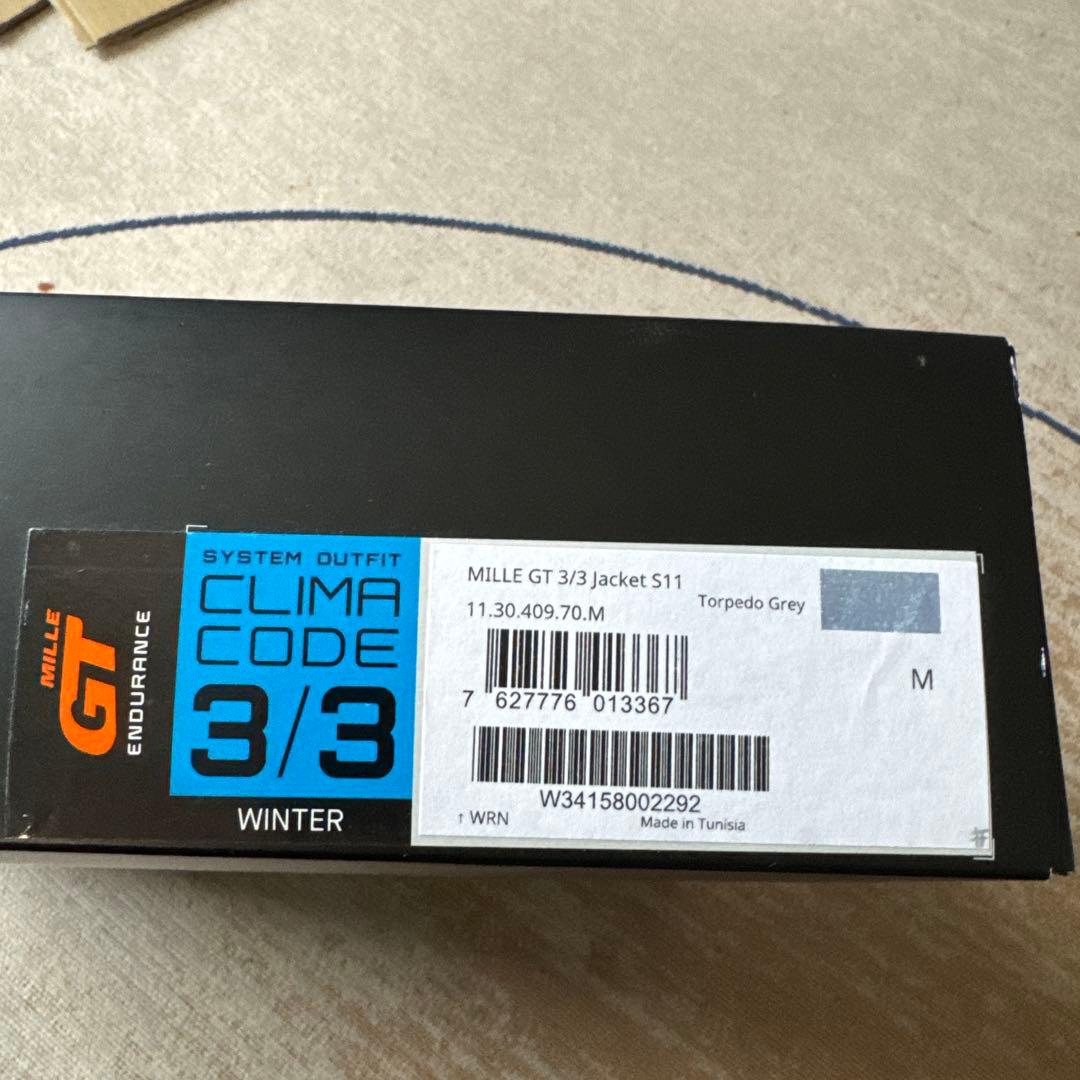 MILLE
GT
ENDURANCE
SYSTEM OUTFIT
CLIMA
CODE
3/3
WINTER
MILLE GT 3/3 Jacket S11
Torpedo Grey
11.30.409.70.M
M
7 627776 013367
W34158002292
↑ WRN
Made in Tunisia